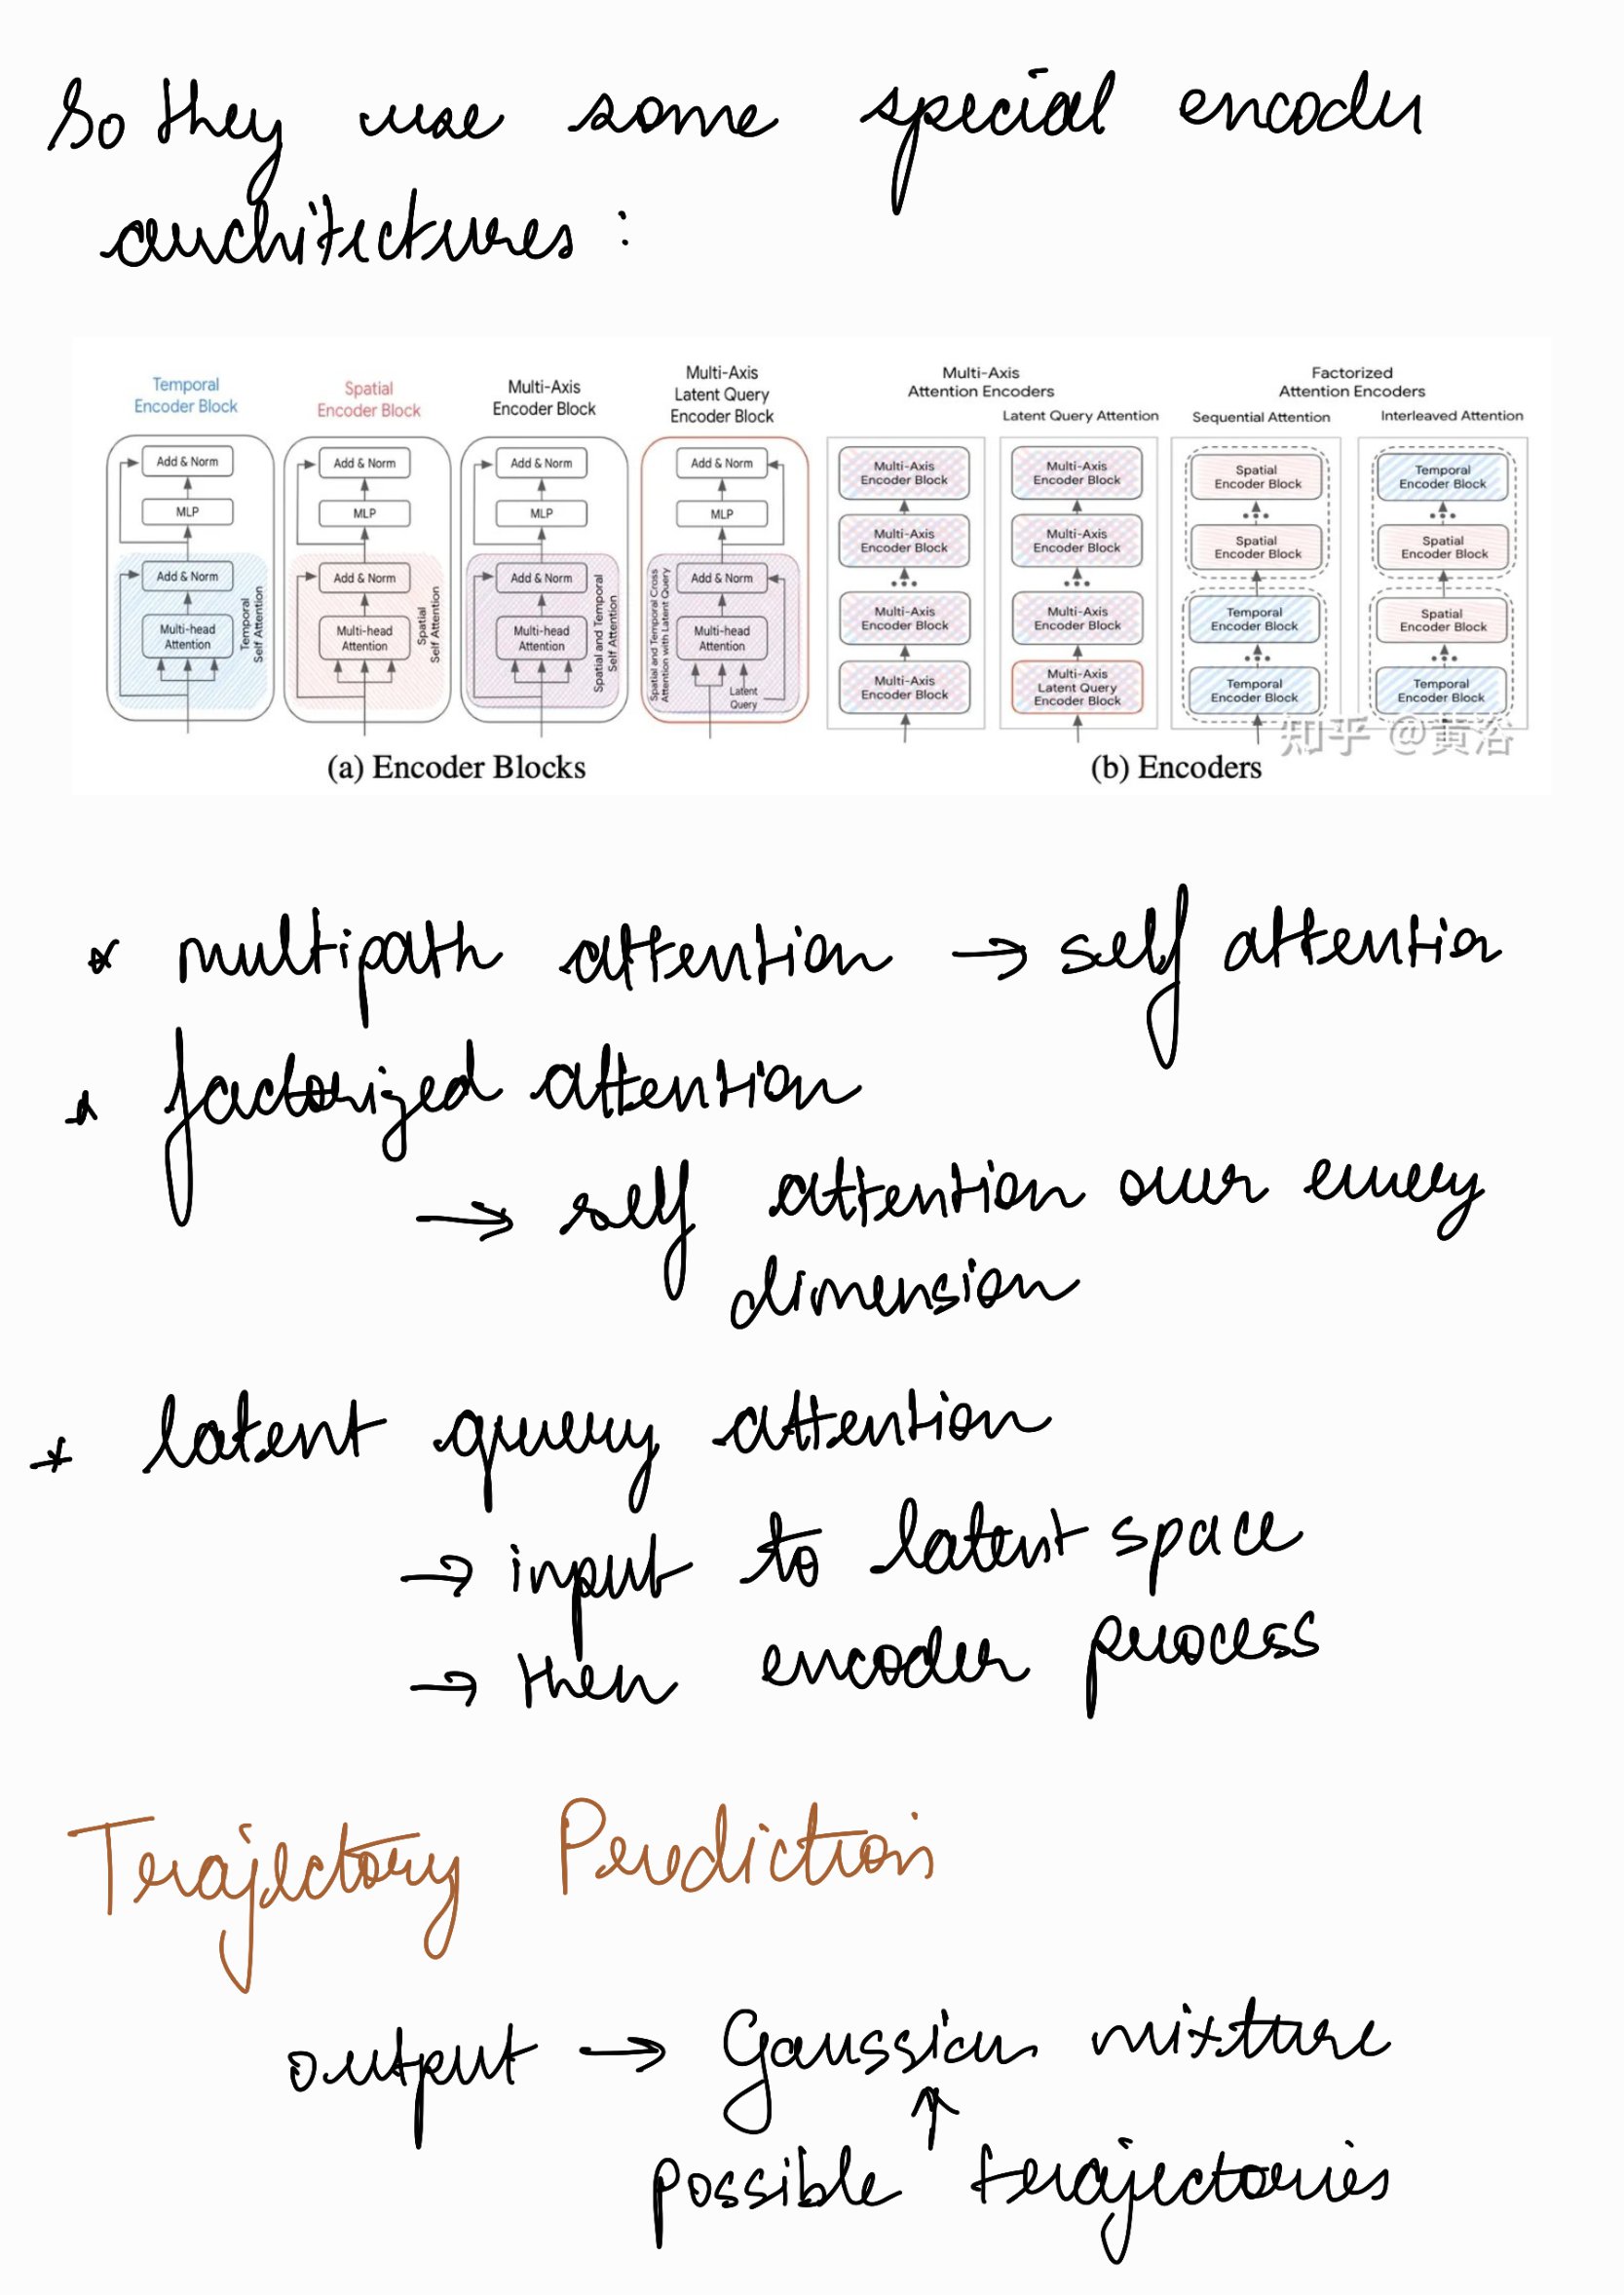 So they use some special encoder
architectures :
Temporal
Encoder Block
Add & Norm
MLP
Add & Norm
Multi-head
Attention
Temporal
Self Attention
Spatial
Encoder Block
Add & Norm
MLP
Add & Norm
Multi-head
Attention
Spatial
Self Attention
Multi-Axis
Encoder Block
Add & Norm
MLP
Add & Norm
Multi-head
Attention
Spatial and Temporal
Self Attention
Multi-Axis
Latent Query
Encoder Block
Add & Norm
MLP
Add & Norm
Multi-head
Attention
Latent
Query
Spatial and Temporal Cross
Attention with Latent Query
(a) Encoder Blocks
Multi-Axis
Attention Encoders
Multi-Axis
Encoder Block
Multi-Axis
Encoder Block
Multi-Axis
Encoder Block
Multi-Axis
Encoder Block
Latent Query Attention
Multi-Axis
Encoder Block
Multi-Axis
Encoder Block
Multi-Axis
Encoder Block
Multi-Axis
Latent Query
Encoder Block
Factorized
Attention Encoders
Sequential Attention
Spatial
Encoder Block
Spatial
Encoder Block
Temporal
Encoder Block
Temporal
Encoder Block
Interleaved Attention
Temporal
Encoder Block
Spatial
Encoder Block
Spatial
Encoder Block
Temporal
Encoder Block
知乎 @黄浴
(b) Encoders
* multipath attention → self attention
* factorized attention
→ self attention over every
dimension
* latent query attention
→ input to latent space
→ then encoder process
Trajectory Prediction
output → Gaussian mixture
↑
possible trajectories